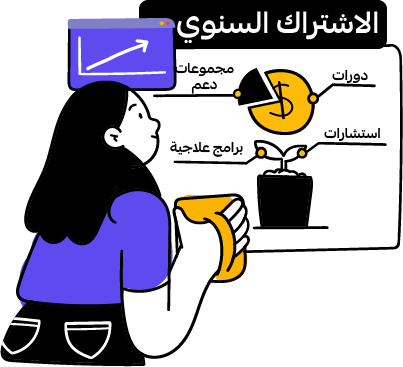 الاشتراك السنوي
دورات
مجموعات
دعم
استشارات
برامج علاجية